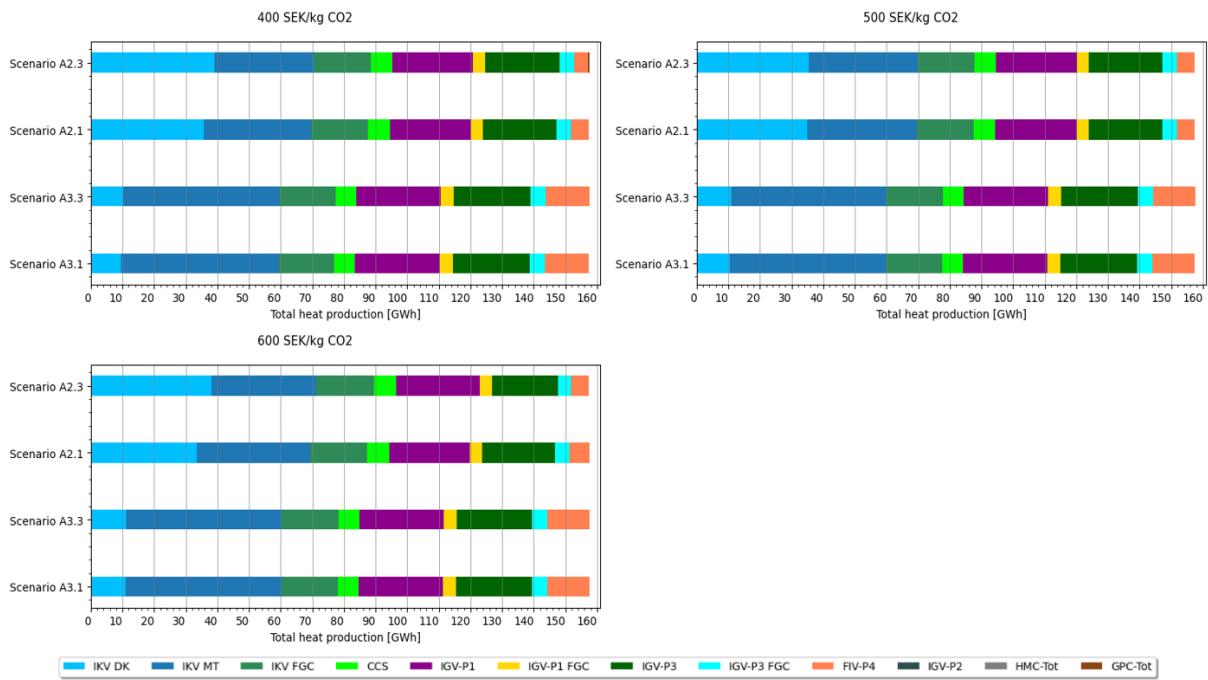 400 SEK/kg CO2
Scenario A2.3
Scenario A2.1
Scenario A3.3
Scenario A3.1
0 10 20 30 40 50 60 70 80 90 100 110 120 130 140 150 160
Total heat production [GWh]
500 SEK/kg CO2
Scenario A2.3
Scenario A2.1
Scenario A3.3
Scenario A3.1
0 10 20 30 40 50 60 70 80 90 100 110 120 130 140 150 160
Total heat production [GWh]
600 SEK/kg CO2
Scenario A2.3
Scenario A2.1
Scenario A3.3
Scenario A3.1
0 10 20 30 40 50 60 70 80 90 100 110 120 130 140 150 160
Total heat production [GWh]
IKV DK IKV MT IKV FGC CCS IGV-P1 IGV-P1 FGC IGV-P3 IGV-P3 FGC FIV-P4 IGV-P2 HMC-Tot GPC-Tot